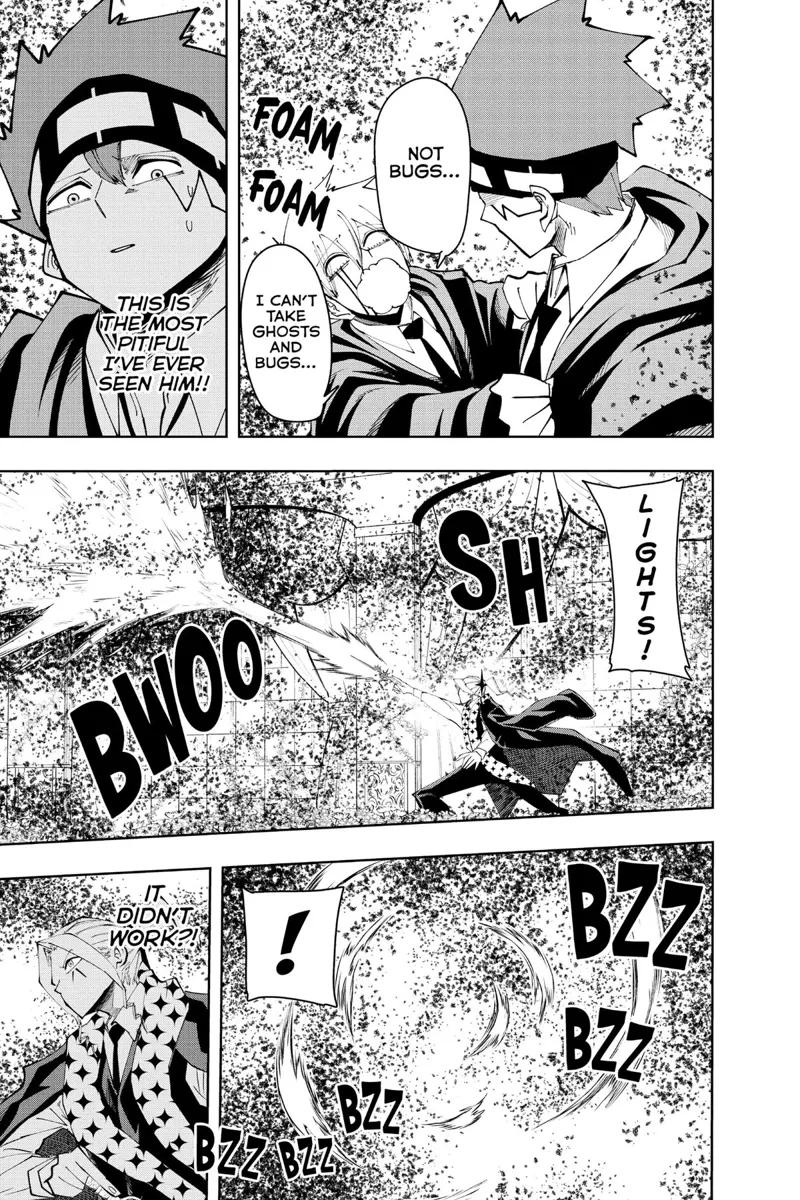 NOT
BUGS...
FOAM
FOAM
I CAN'T
TAKE
GHOSTS
AND
BUGS...
THIS IS
THE MOST
PITIFUL
I'VE EVER
SEEN HIM!!
LIGHTS!
SH
BWOO
BZZ
BZZ
!
BZZ
BZZ
BZZ
IT
DIDN'T
WORK?!